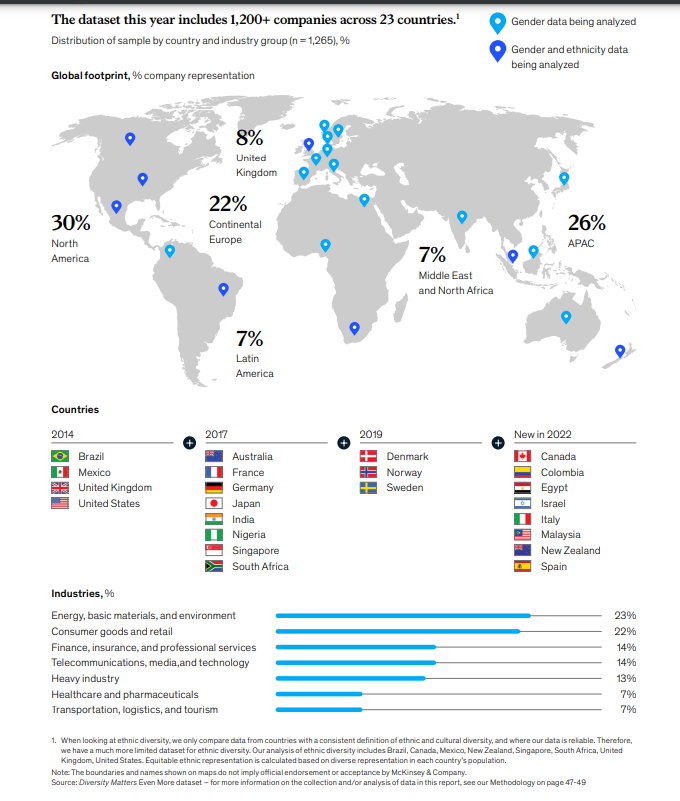 The dataset this year includes 1,200+ companies across 23 countries.¹
Distribution of sample by country and industry group (n = 1,265), %
Gender data being analyzed
Gender and ethnicity data
being analyzed
Global footprint, % company representation
8%
United
Kingdom
22%
Continental
Europe
30%
North
America
26%
APAC
7%
Middle East
and North Africa
7%
Latin
America
Countries
2014
Brazil
Mexico
United Kingdom
United States
2017
Australia
France
Germany
Japan
India
Nigeria
Singapore
South Africa
2019
Denmark
Norway
Sweden
New in 2022
Canada
Colombia
Egypt
Israel
Italy
Malaysia
New Zealand
Spain
Industries, %
Energy, basic materials, and environment 23%
Consumer goods and retail 22%
Finance, insurance, and professional services 14%
Telecommunications, media,and technology 14%
Heavy industry 13%
Healthcare and pharmaceuticals 7%
Transportation, logistics, and tourism 7%
1. When looking at ethnic diversity, we only compare data from countries with a consistent definition of ethnic and cultural diversity, and where our data is reliable. Therefore,
we have a much more limited dataset for ethnic diversity. Our analysis of ethnic diversity includes Brazil, Canada, Mexico, New Zealand, Singapore, South Africa, United
Kingdom, United States. Equitable ethnic representation is calculated based on diverse representation in each country's population.
Note: The boundaries and names shown on maps do not imply official endorsement or acceptance by McKinsey & Company.
Source: Diversity Matters Even More dataset – for more information on the collection and/or analysis of data in this report, see our Methodology on page 47-49